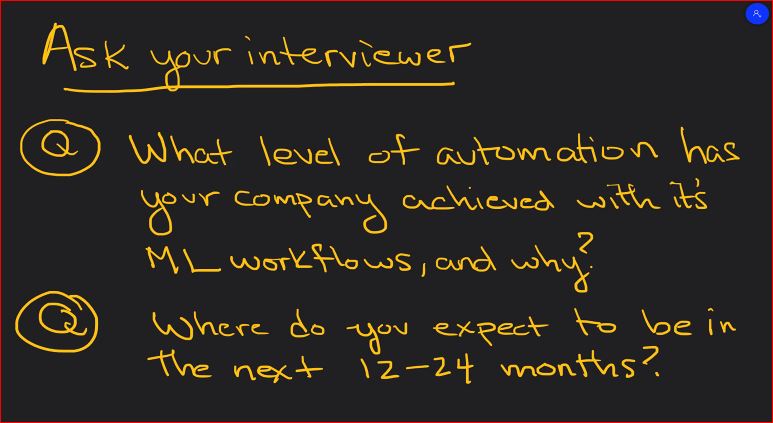 Ask your interviewer
Q What level of automation has
your company achieved with it's
ML workflows, and why?
Q Where do you expect to be in
the next 12-24 months?